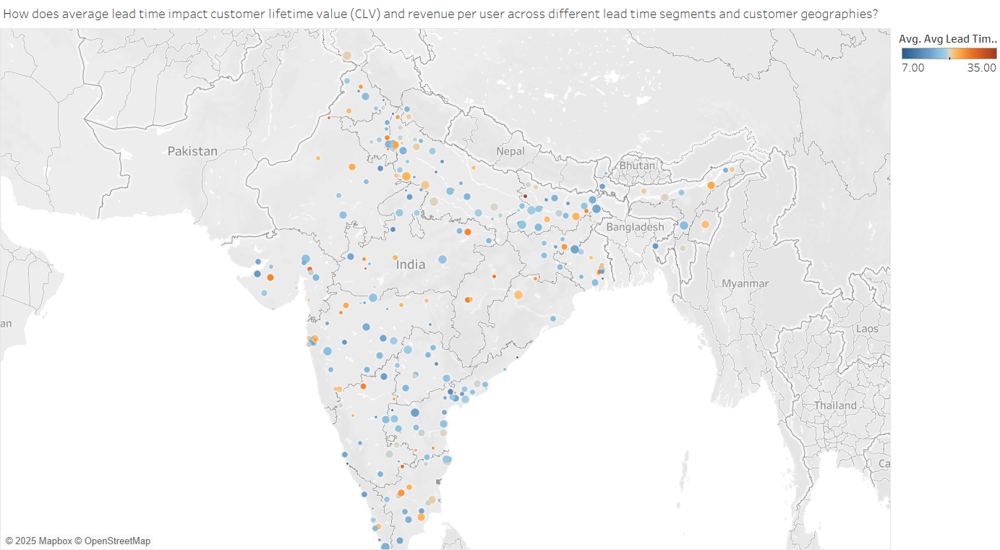 How does average lead time impact customer lifetime value (CLV) and revenue per user across different lead time segments and customer geographies?
Avg. Avg Lead Tim..
7.00 35.00
Pakistan
Nepal
Bhutan
Bangladesh
India
Myanmar
an
Laos
Thailand
Ca
© 2025 Mapbox © OpenStreetMap